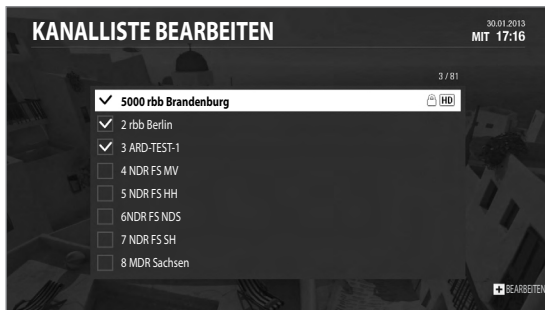 KANALLISTE BEARBEITEN
30.01.2013
MIT 17:16
3 / 81
5000 rbb Brandenburg HD
2 rbb Berlin
3 ARD-TEST-1
4 NDR FS MV
5 NDR FS HH
6NDR FS NDS
7 NDR FS SH
8 MDR Sachsen
+ BEARBEITEN